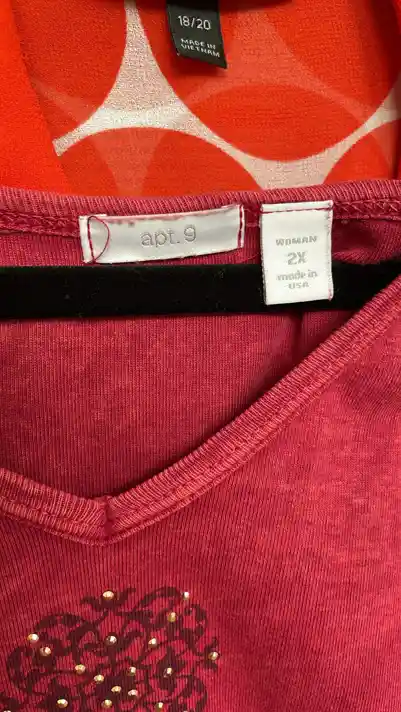 18/20
MADE IN
VIETNAM
apt.9
WOMAN
2X
made in
USA